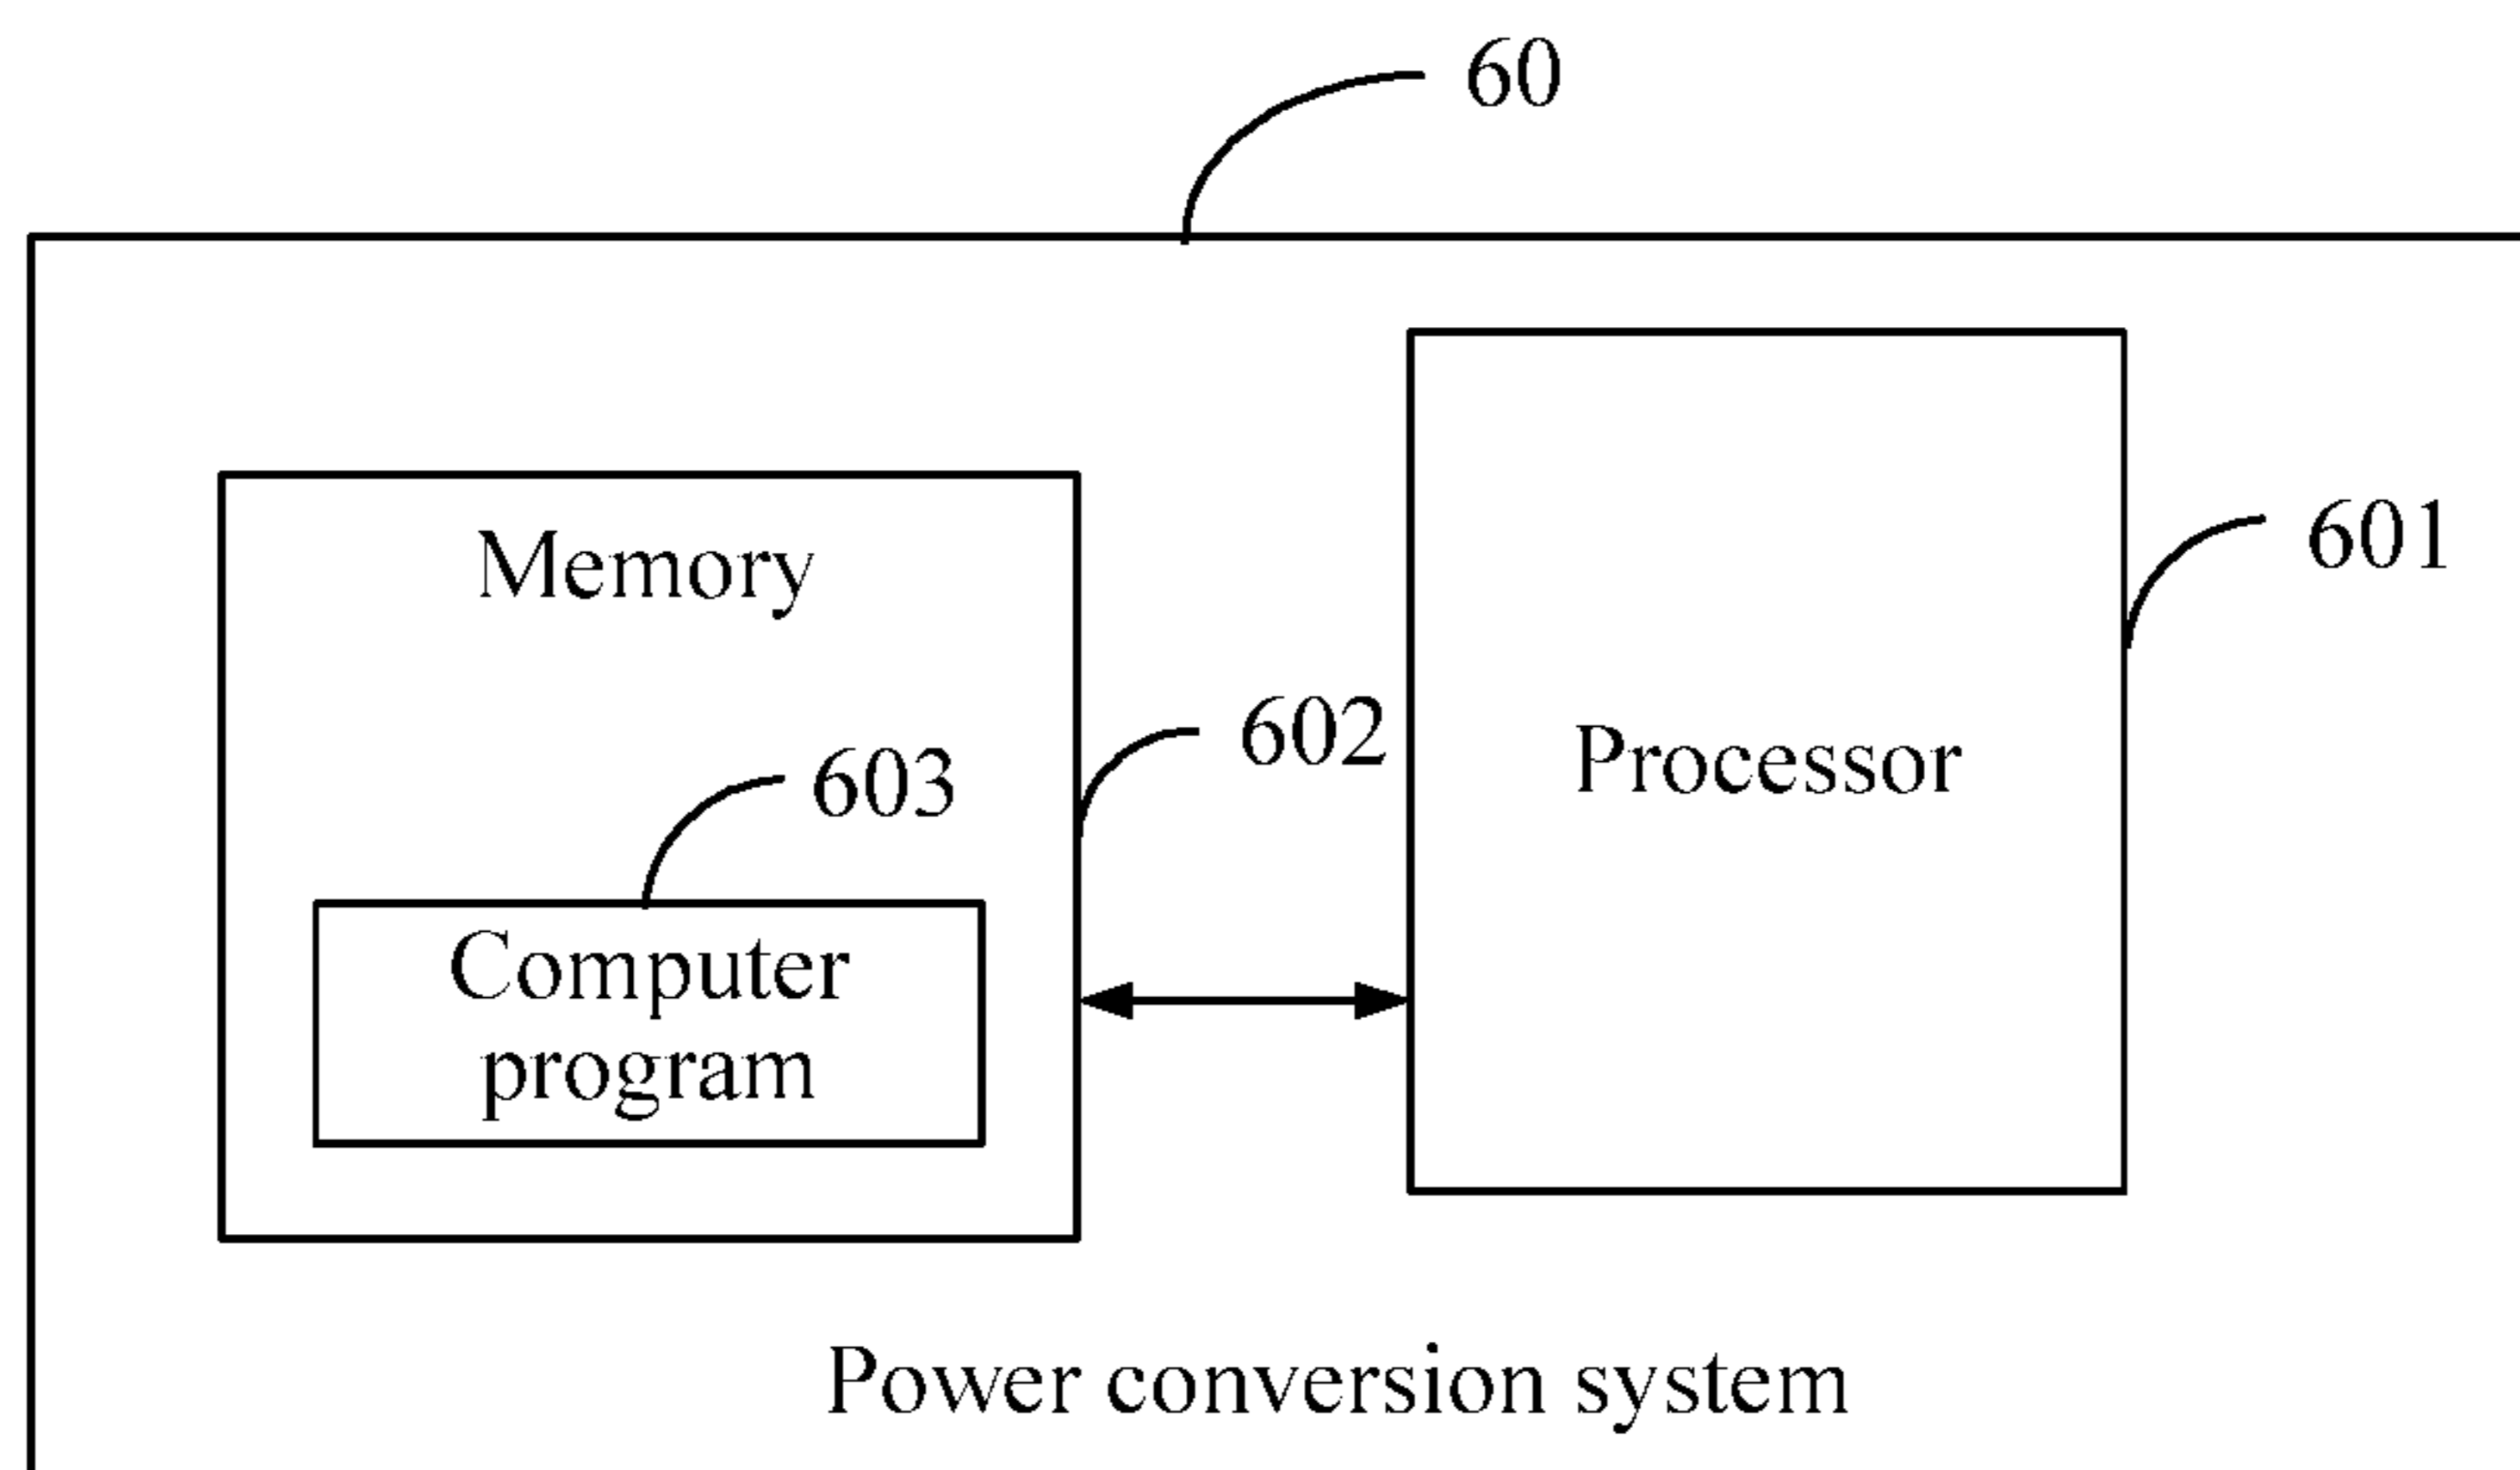 60
601
Memory
602
Processor
603
Computer
program
Power conversion system